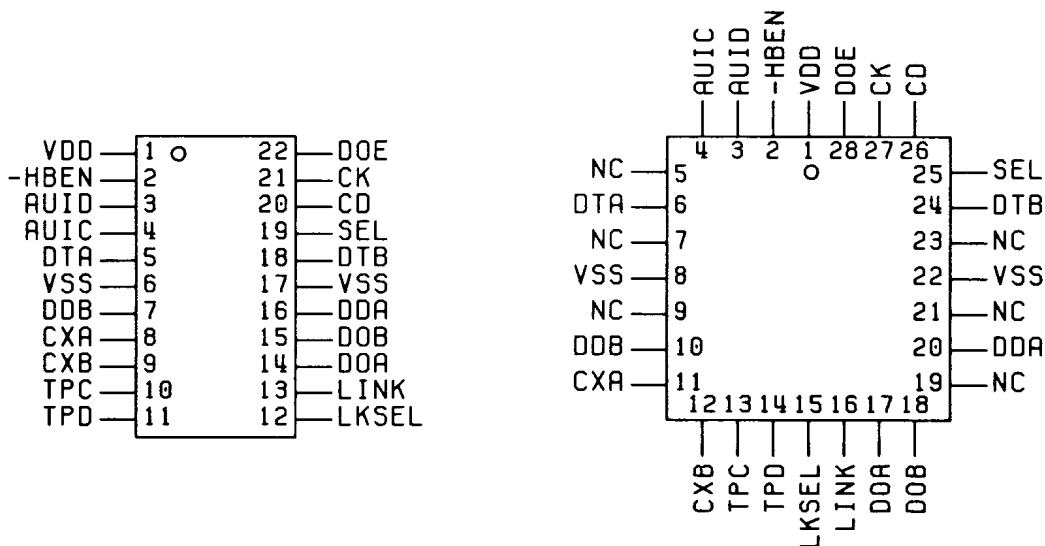 VDD 1 22 DOE
-HBEN 2 21 CK
AUID 3 20 CD
AUIC 4 19 SEL
DTA 5 18 DTB
VSS 6 17 VSS
DDB 7 16 DDA
CXA 8 15 DOB
CXB 9 14 DOA
TPC 10 13 LINK
TPD 11 12 LKSEL
AUIC AUID -HBEN VDD DOE CK CD
4 3 2 1 28 27 26
NC 5 25 SEL
DTA 6 24 DTB
NC 7 23 NC
VSS 8 22 VSS
NC 9 21 NC
DDB 10 20 DDA
CXA 11 19 NC
12 13 14 15 16 17 18
CXB TPC TPD LKSEL LINK DOA DOB